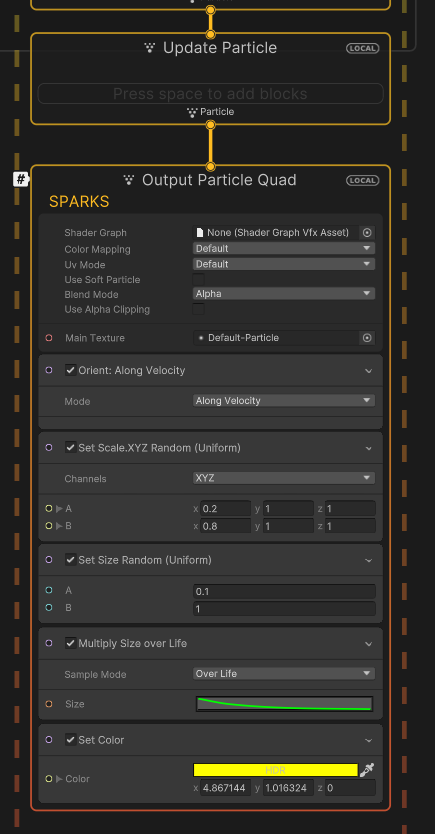 Update Particle LOCAL
Press space to add blocks
Particle
#
Output Particle Quad LOCAL
SPARKS
Shader Graph None (Shader Graph Vfx Asset)
Color Mapping Default
Uv Mode Default
Use Soft Particle
Blend Mode Alpha
Use Alpha Clipping
Main Texture Default-Particle
Orient: Along Velocity
Mode Along Velocity
Set Scale.XYZ Random (Uniform)
Channels XYZ
A x 0.2 y 1 z 1
B x 0.8 y 1 z 1
Set Size Random (Uniform)
A 0.1
B 1
Multiply Size over Life
Sample Mode Over Life
Size
Set Color
HDR
Color x 4.867144 y 1.016324 z 0